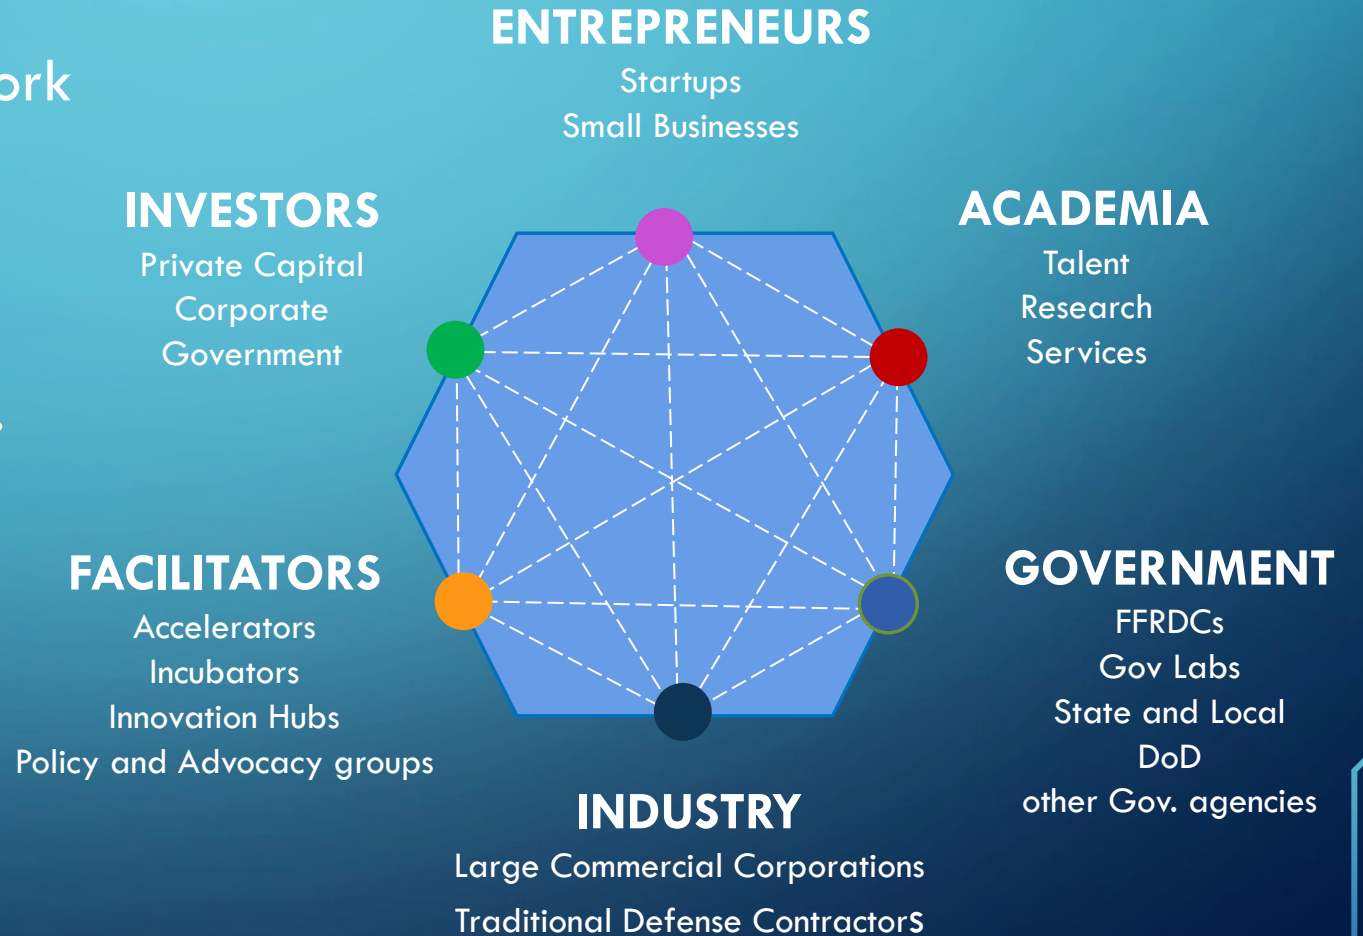 ENTREPRENEURS
Startups
Small Businesses
ork
INVESTORS
Private Capital
Corporate
Government
ACADEMIA
Talent
Research
Services
FACILITATORS
Accelerators
Incubators
Innovation Hubs
Policy and Advocacy groups
GOVERNMENT
FFRDCs
Gov Labs
State and Local
DoD
other Gov. agencies
INDUSTRY
Large Commercial Corporations
Traditional Defense Contractors